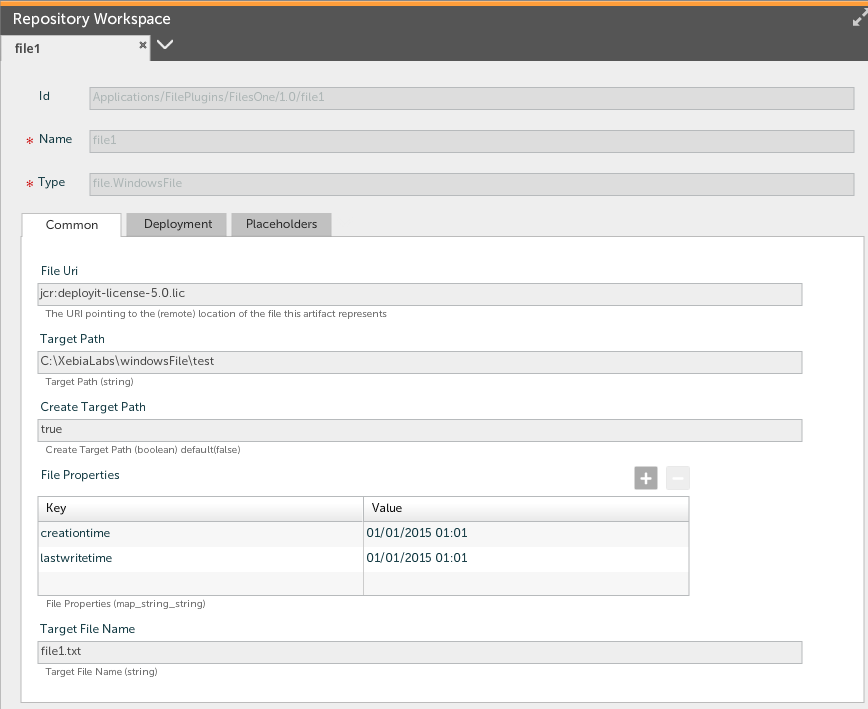 Repository Workspace
file1
Id
Applications/FilePlugins/FilesOne/1.0/file1
* Name
file1
* Type
file.WindowsFile
Common Deployment Placeholders
File Uri
jcr:deployit-license-5.0.lic
The URI pointing to the (remote) location of the file this artifact represents
Target Path
C:\XebiaLabs\windowsFile\test
Target Path (string)
Create Target Path
true
Create Target Path (boolean) default(false)
File Properties
Key Value
creationtime 01/01/2015 01:01
lastwritetime 01/01/2015 01:01
File Properties (map_string_string)
Target File Name
file1.txt
Target File Name (string)